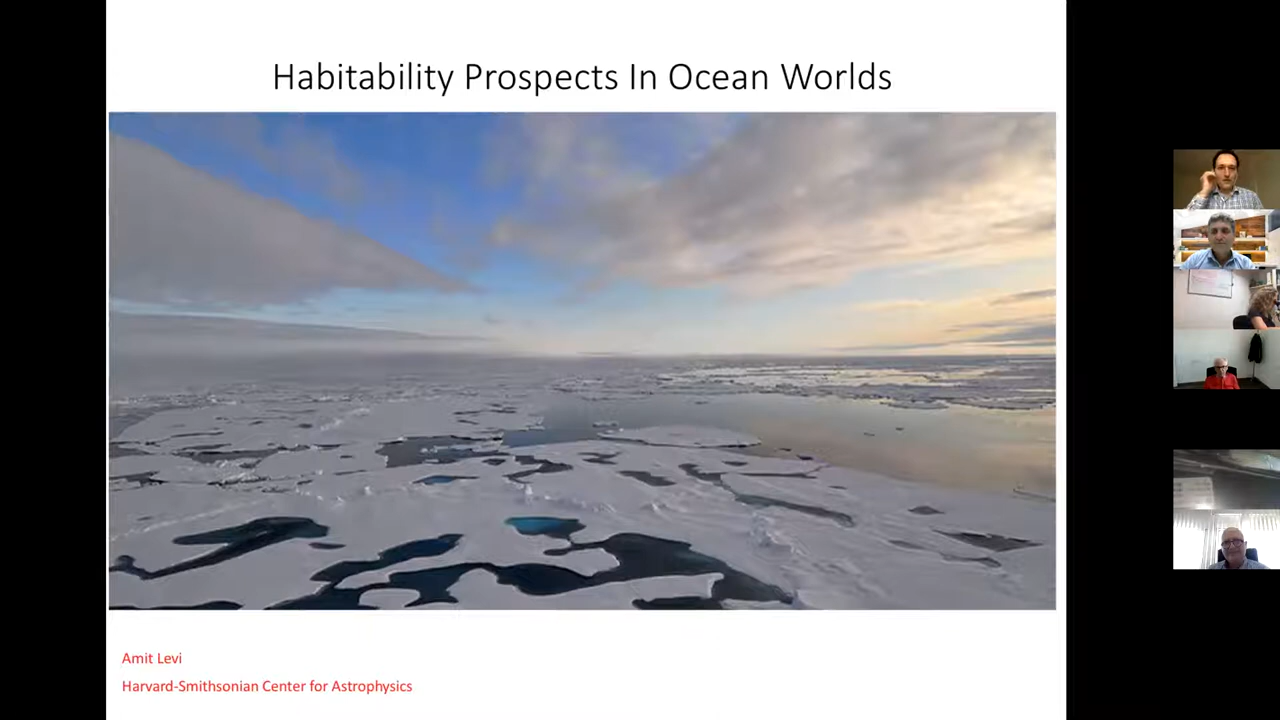 Habitability Prospects In Ocean Worlds
Amit Levi
Harvard-Smithsonian Center for Astrophysics